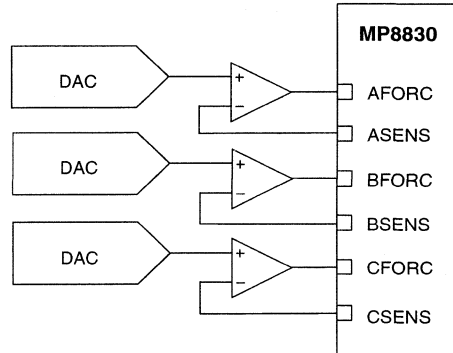 MP8830
DAC
+
−
AFORC
ASENS
DAC
+
−
BFORC
BSENS
DAC
+
−
CFORC
CSENS